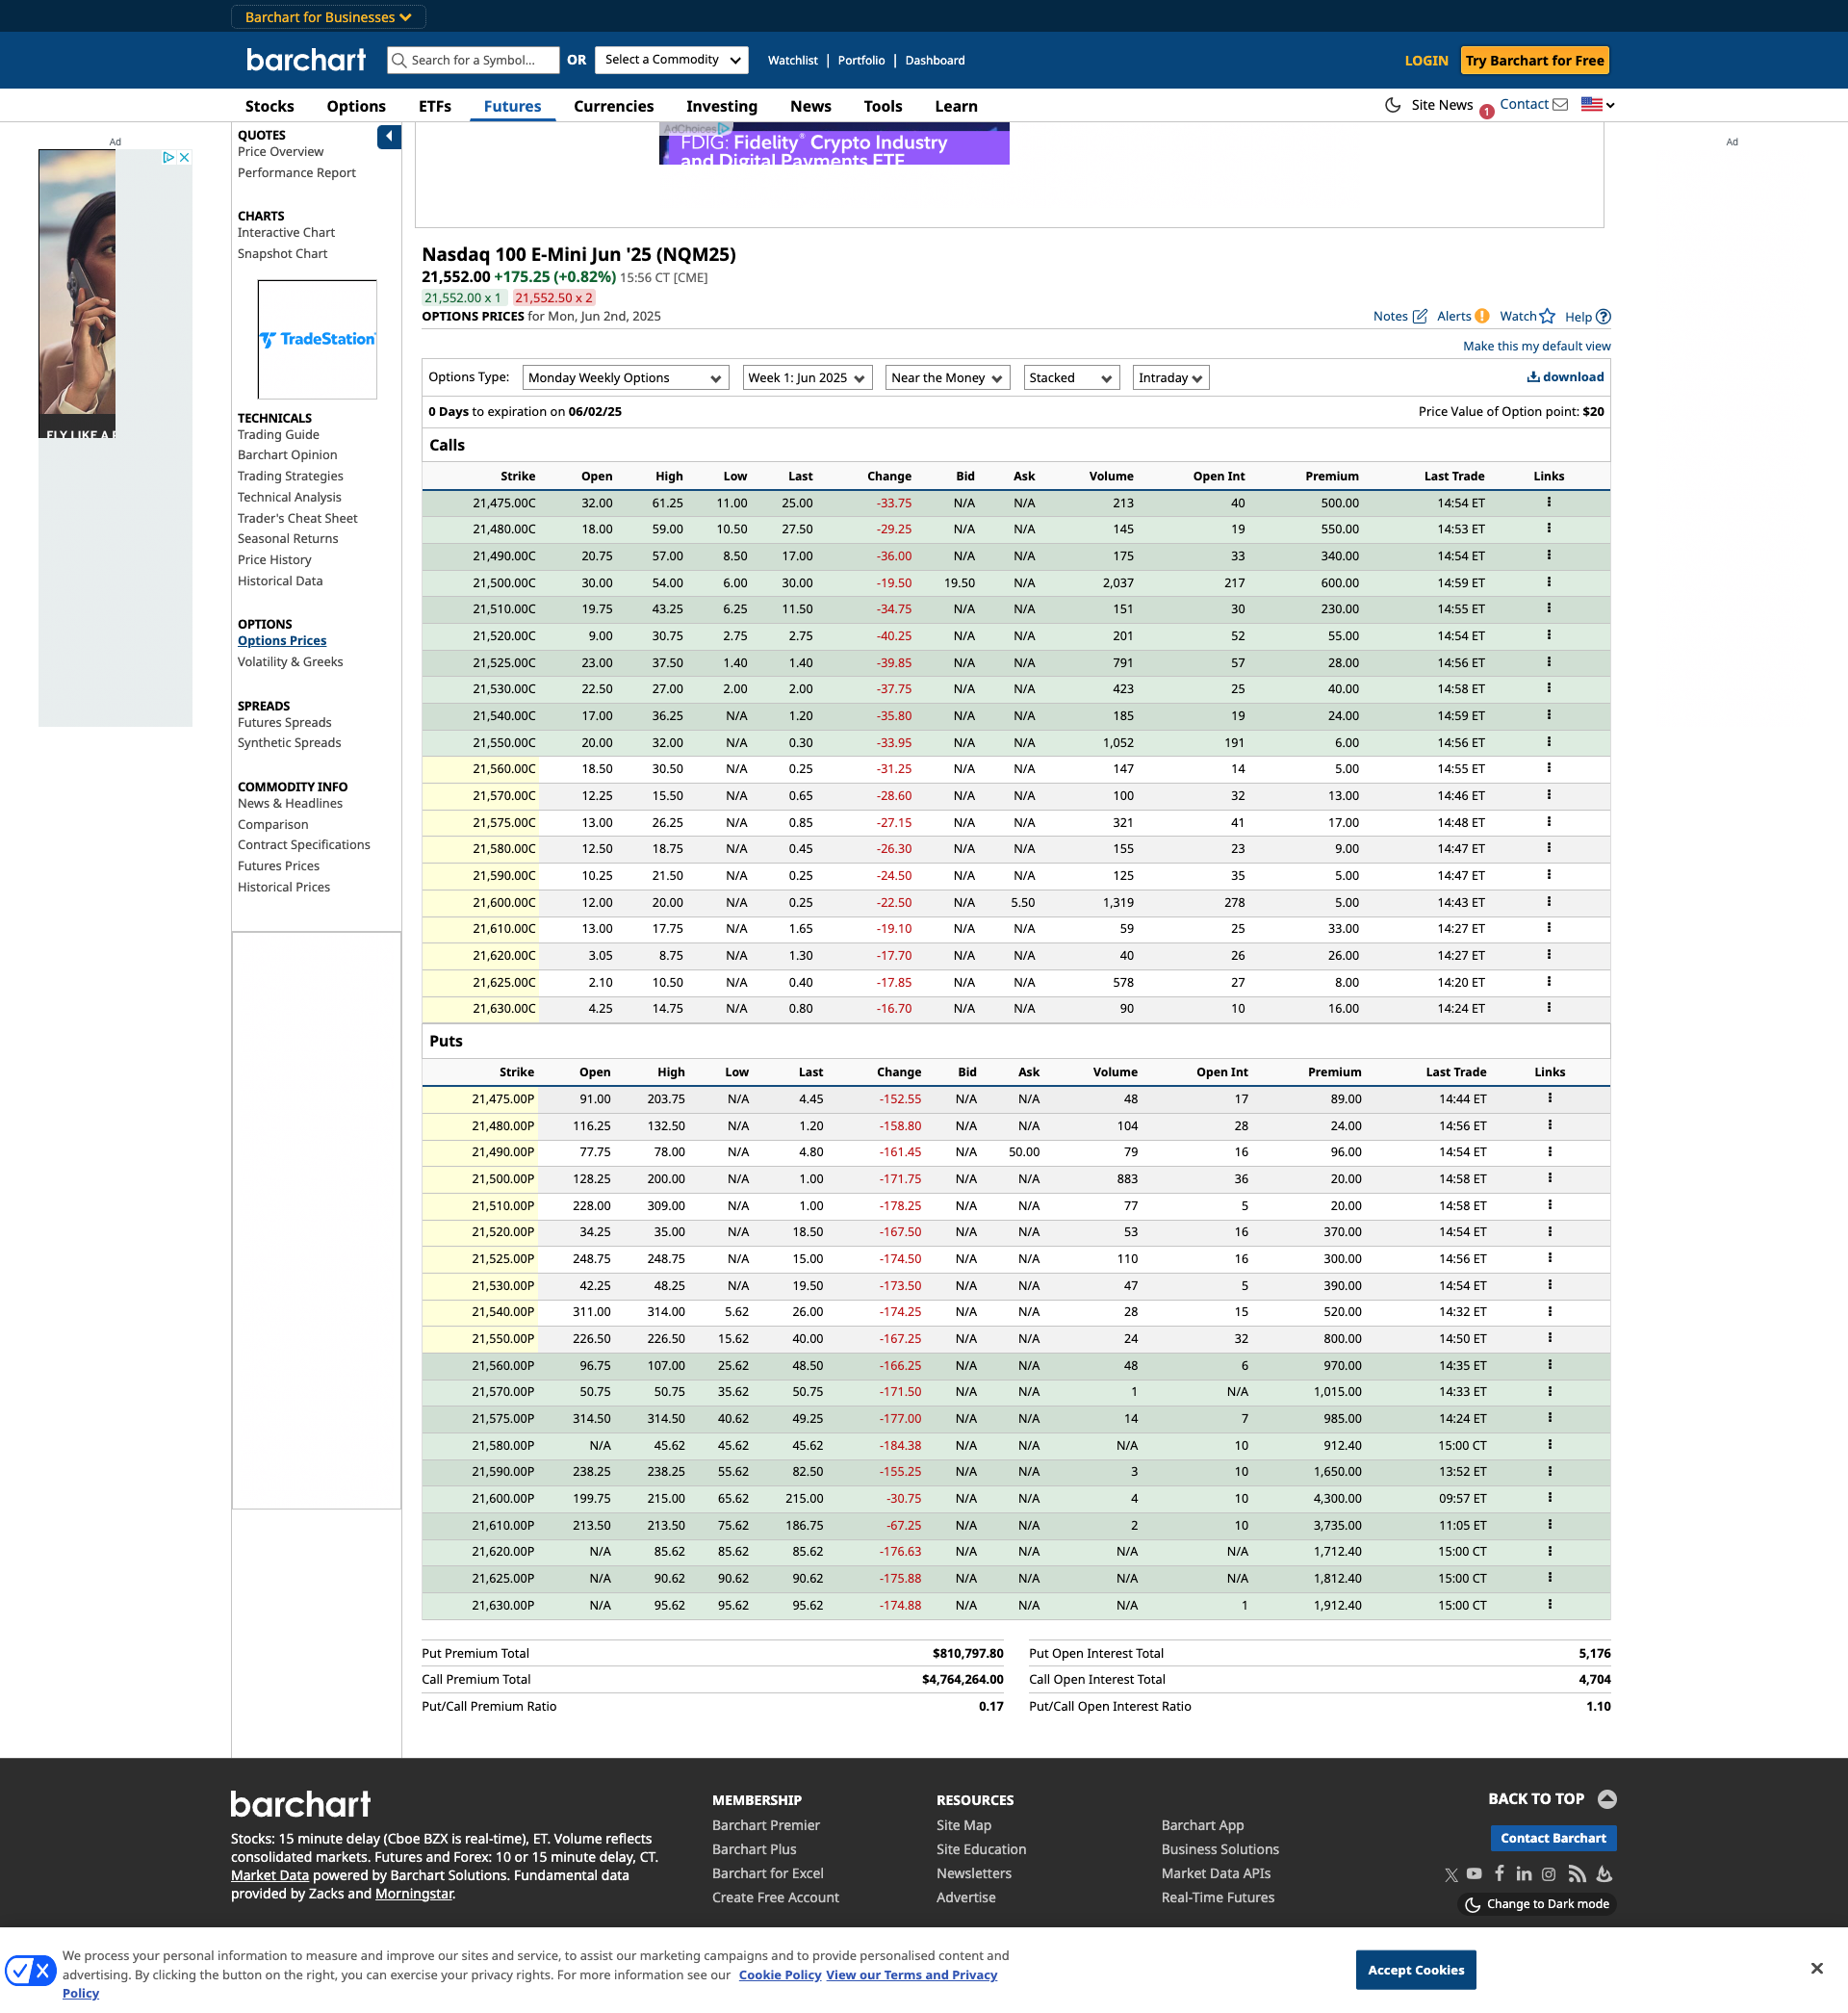 Barchart for Businesses
barchart Search for a Symbol... OR Select a Commodity Watchlist | Portfolio | Dashboard LOGIN Try Barchart for Free
Stocks Options ETFs Futures Currencies Investing News Tools Learn Site News 1 Contact
Ad
FLY LIKE A
QUOTES
Price Overview
Performance Report
CHARTS
Interactive Chart
Snapshot Chart
TradeStation
TECHNICALS
Trading Guide
Barchart Opinion
Trading Strategies
Technical Analysis
Trader's Cheat Sheet
Seasonal Returns
Price History
Historical Data
OPTIONS
Options Prices
Volatility & Greeks
SPREADS
Futures Spreads
Synthetic Spreads
COMMODITY INFO
News & Headlines
Comparison
Contract Specifications
Futures Prices
Historical Prices
AdChoices
FDIG: Fidelity® Crypto Industry
and Digital Payments ETF
Ad
Nasdaq 100 E-Mini Jun '25 (NQM25)
21,552.00 +175.25 (+0.82%) 15:56 CT [CME]
21,552.00 x 1 21,552.50 x 2
OPTIONS PRICES for Mon, Jun 2nd, 2025 Notes Alerts Watch Help
Make this my default view
Options Type: Monday Weekly Options Week 1: Jun 2025 Near the Money Stacked Intraday download
0 Days to expiration on 06/02/25 Price Value of Option point: $20
Calls
Strike Open High Low Last Change Bid Ask Volume Open Int Premium Last Trade Links
21,475.00C 32.00 61.25 11.00 25.00 -33.75 N/A N/A 213 40 500.00 14:54 ET
21,480.00C 18.00 59.00 10.50 27.50 -29.25 N/A N/A 145 19 550.00 14:53 ET
21,490.00C 20.75 57.00 8.50 17.00 -36.00 N/A N/A 175 33 340.00 14:54 ET
21,500.00C 30.00 54.00 6.00 30.00 -19.50 19.50 N/A 2,037 217 600.00 14:59 ET
21,510.00C 19.75 43.25 6.25 11.50 -34.75 N/A N/A 151 30 230.00 14:55 ET
21,520.00C 9.00 30.75 2.75 2.75 -40.25 N/A N/A 201 52 55.00 14:54 ET
21,525.00C 23.00 37.50 1.40 1.40 -39.85 N/A N/A 791 57 28.00 14:56 ET
21,530.00C 22.50 27.00 2.00 2.00 -37.75 N/A N/A 423 25 40.00 14:58 ET
21,540.00C 17.00 36.25 N/A 1.20 -35.80 N/A N/A 185 19 24.00 14:59 ET
21,550.00C 20.00 32.00 N/A 0.30 -33.95 N/A N/A 1,052 191 6.00 14:56 ET
21,560.00C 18.50 30.50 N/A 0.25 -31.25 N/A N/A 147 14 5.00 14:55 ET
21,570.00C 12.25 15.50 N/A 0.65 -28.60 N/A N/A 100 32 13.00 14:46 ET
21,575.00C 13.00 26.25 N/A 0.85 -27.15 N/A N/A 321 41 17.00 14:48 ET
21,580.00C 12.50 18.75 N/A 0.45 -26.30 N/A N/A 155 23 9.00 14:47 ET
21,590.00C 10.25 21.50 N/A 0.25 -24.50 N/A N/A 125 35 5.00 14:47 ET
21,600.00C 12.00 20.00 N/A 0.25 -22.50 N/A 5.50 1,319 278 5.00 14:43 ET
21,610.00C 13.00 17.75 N/A 1.65 -19.10 N/A N/A 59 25 33.00 14:27 ET
21,620.00C 3.05 8.75 N/A 1.30 -17.70 N/A N/A 40 26 26.00 14:27 ET
21,625.00C 2.10 10.50 N/A 0.40 -17.85 N/A N/A 578 27 8.00 14:20 ET
21,630.00C 4.25 14.75 N/A 0.80 -16.70 N/A N/A 90 10 16.00 14:24 ET
Puts
Strike Open High Low Last Change Bid Ask Volume Open Int Premium Last Trade Links
21,475.00P 91.00 203.75 N/A 4.45 -152.55 N/A N/A 48 17 89.00 14:44 ET
21,480.00P 116.25 132.50 N/A 1.20 -158.80 N/A N/A 104 28 24.00 14:56 ET
21,490.00P 77.75 78.00 N/A 4.80 -161.45 N/A 50.00 79 16 96.00 14:54 ET
21,500.00P 128.25 200.00 N/A 1.00 -171.75 N/A N/A 883 36 20.00 14:58 ET
21,510.00P 228.00 309.00 N/A 1.00 -178.25 N/A N/A 77 5 20.00 14:58 ET
21,520.00P 34.25 35.00 N/A 18.50 -167.50 N/A N/A 53 16 370.00 14:54 ET
21,525.00P 248.75 248.75 N/A 15.00 -174.50 N/A N/A 110 16 300.00 14:56 ET
21,530.00P 42.25 48.25 N/A 19.50 -173.50 N/A N/A 47 5 390.00 14:54 ET
21,540.00P 311.00 314.00 5.62 26.00 -174.25 N/A N/A 28 15 520.00 14:32 ET
21,550.00P 226.50 226.50 15.62 40.00 -167.25 N/A N/A 24 32 800.00 14:50 ET
21,560.00P 96.75 107.00 25.62 48.50 -166.25 N/A N/A 48 6 970.00 14:35 ET
21,570.00P 50.75 50.75 35.62 50.75 -171.50 N/A N/A 1 N/A 1,015.00 14:33 ET
21,575.00P 314.50 314.50 40.62 49.25 -177.00 N/A N/A 14 7 985.00 14:24 ET
21,580.00P N/A 45.62 45.62 45.62 -184.38 N/A N/A N/A 10 912.40 15:00 CT
21,590.00P 238.25 238.25 55.62 82.50 -155.25 N/A N/A 3 10 1,650.00 13:52 ET
21,600.00P 199.75 215.00 65.62 215.00 -30.75 N/A N/A 4 10 4,300.00 09:57 ET
21,610.00P 213.50 213.50 75.62 186.75 -67.25 N/A N/A 2 10 3,735.00 11:05 ET
21,620.00P N/A 85.62 85.62 85.62 -176.63 N/A N/A N/A N/A 1,712.40 15:00 CT
21,625.00P N/A 90.62 90.62 90.62 -175.88 N/A N/A N/A N/A 1,812.40 15:00 CT
21,630.00P N/A 95.62 95.62 95.62 -174.88 N/A N/A N/A 1 1,912.40 15:00 CT
Put Premium Total $810,797.80 Put Open Interest Total 5,176
Call Premium Total $4,764,264.00 Call Open Interest Total 4,704
Put/Call Premium Ratio 0.17 Put/Call Open Interest Ratio 1.10
barchart
Stocks: 15 minute delay (Cboe BZX is real-time), ET. Volume reflects
consolidated markets. Futures and Forex: 10 or 15 minute delay, CT.
Market Data powered by Barchart Solutions. Fundamental data
provided by Zacks and Morningstar.
MEMBERSHIP
Barchart Premier
Barchart Plus
Barchart for Excel
Create Free Account
RESOURCES
Site Map
Site Education
Newsletters
Advertise
Barchart App
Business Solutions
Market Data APIs
Real-Time Futures
BACK TO TOP
Contact Barchart
Change to Dark mode
We process your personal information to measure and improve our sites and service, to assist our marketing campaigns and to provide personalised content and
advertising. By clicking the button on the right, you can exercise your privacy rights. For more information see our Cookie Policy View our Terms and Privacy
Policy
Accept Cookies